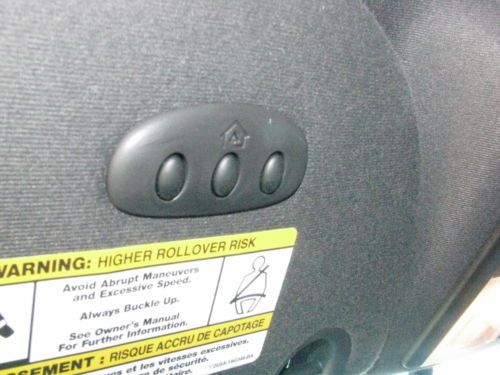 WARNING: HIGHER ROLLOVER RISK
Avoid Abrupt Maneuvers
and Excessive Speed.
Always Buckle Up.
See Owner's Manual
For Further Information.
: RISQUE ACCRU DE CAPOTAGE
et les vitesses excessives.
de sécurité.